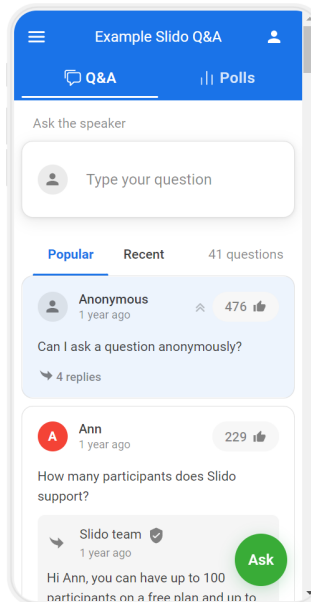 Example Slido Q&A
Q&A
Polls
Ask the speaker
Type your question
Popular
Recent
41 questions
Anonymous
476
1 year ago
Can I ask a question anonymously?
4 replies
A
Ann
229
1 year ago
How many participants does Slido
support?
Slido team
1 year ago
Ask
Hi Ann, you can have up to 100
participants on a free plan and up to